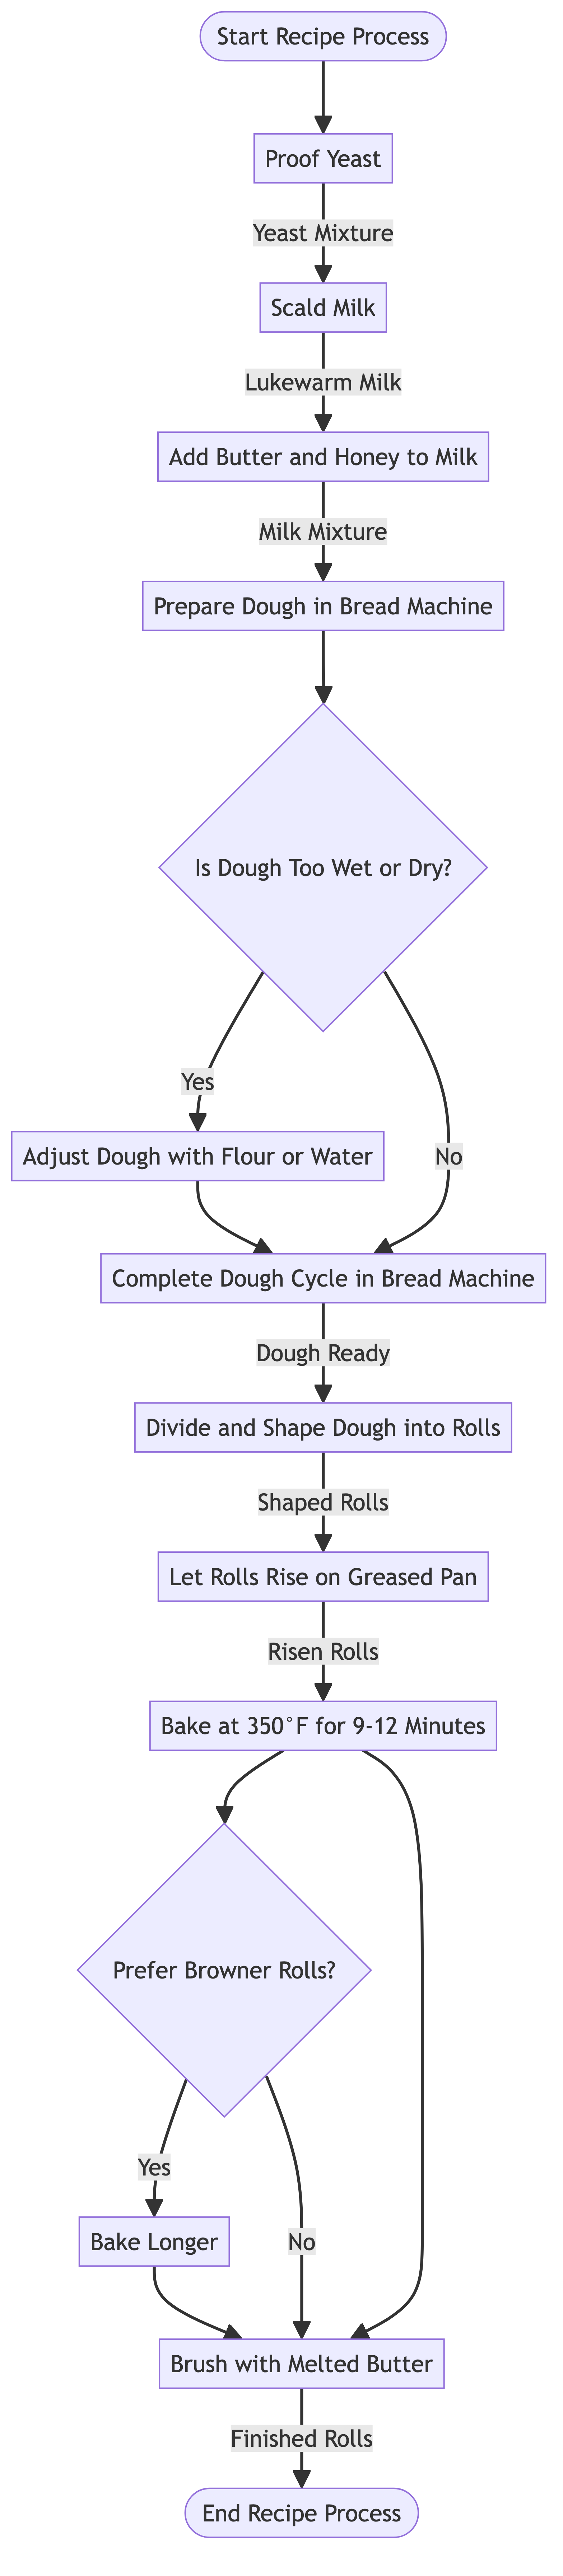 Start Recipe Process
Proof Yeast
Yeast Mixture
Scald Milk
Lukewarm Milk
Add Butter and Honey to Milk
Milk Mixture
Prepare Dough in Bread Machine
Is Dough Too Wet or Dry?
Yes
Adjust Dough with Flour or Water
No
Complete Dough Cycle in Bread Machine
Dough Ready
Divide and Shape Dough into Rolls
Shaped Rolls
Let Rolls Rise on Greased Pan
Risen Rolls
Bake at 350°F for 9-12 Minutes
Prefer Browner Rolls?
Yes
Bake Longer
No
Brush with Melted Butter
Finished Rolls
End Recipe Process